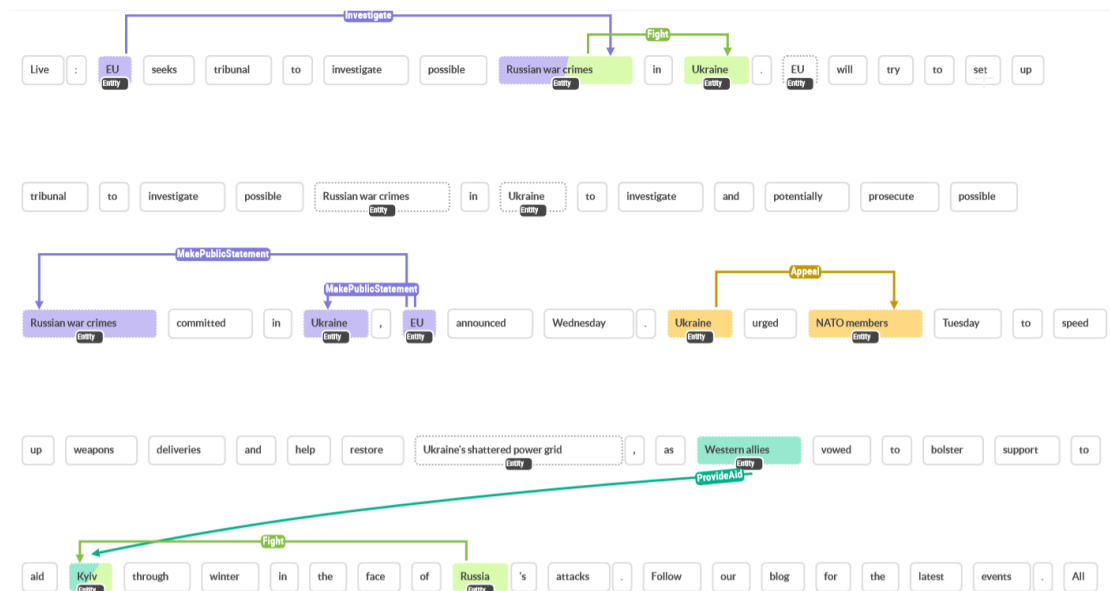 Investigate
Fight
Live : EU seeks tribunal to investigate possible Russian war crimes in Ukraine . EU will try to set up
Entity Entity Entity Entity
tribunal to investigate possible Russian war crimes in Ukraine to investigate and potentially prosecute possible
Entity Entity
MakePublicStatement
Appeal
MakePublicStatement
Russian war crimes committed in Ukraine , EU announced Wednesday . Ukraine urged NATO members Tuesday to speed
Entity Entity Entity Entity Entity
up weapons deliveries and help restore Ukraine's shattered power grid , as Western allies vowed to bolster support to
Entity Entity
ProvideAid
Fight
aid Kyiv through winter in the face of Russia 's attacks . Follow our blog for the latest events . All
Entity Entity